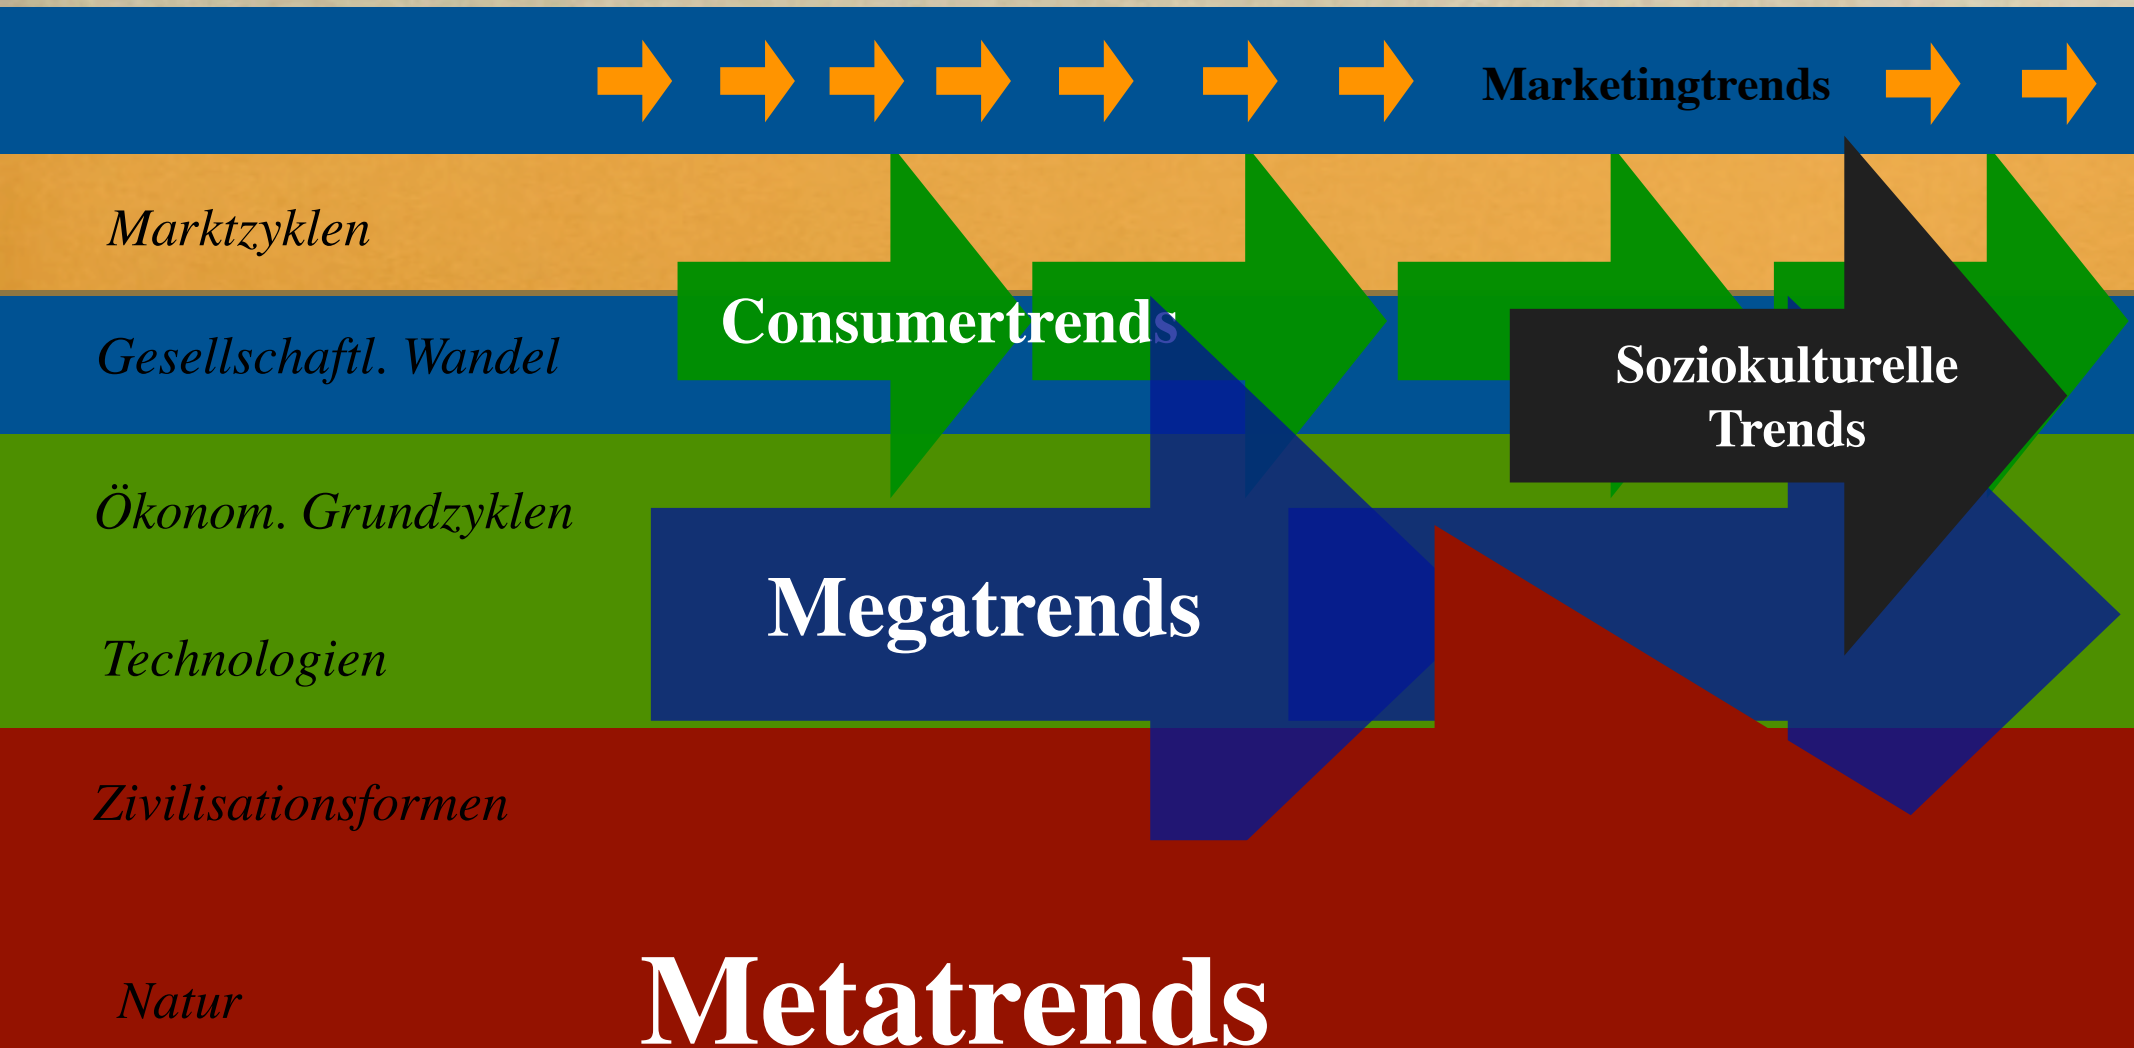 Marketingtrends
Marktzyklen
Consumertrends
Gesellschaftl. Wandel
Soziokulturelle
Trends
Ökonom. Grundzyklen
Megatrends
Technologien
Zivilisationsformen
Natur
Metatrends